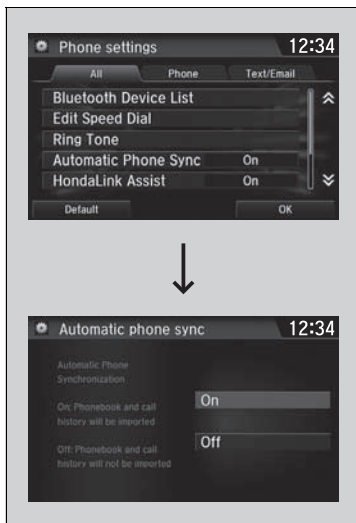 Phone settings 12:34
All Phone Text/Email
Bluetooth Device List
Edit Speed Dial
Ring Tone
Automatic Phone Sync On
HondaLink Assist On
Default OK
Automatic phone sync 12:34
Automatic Phone
Synchronization
On: Phonebook and call
history will be imported
Off: Phonebook and call
history will not be imported
On
Off